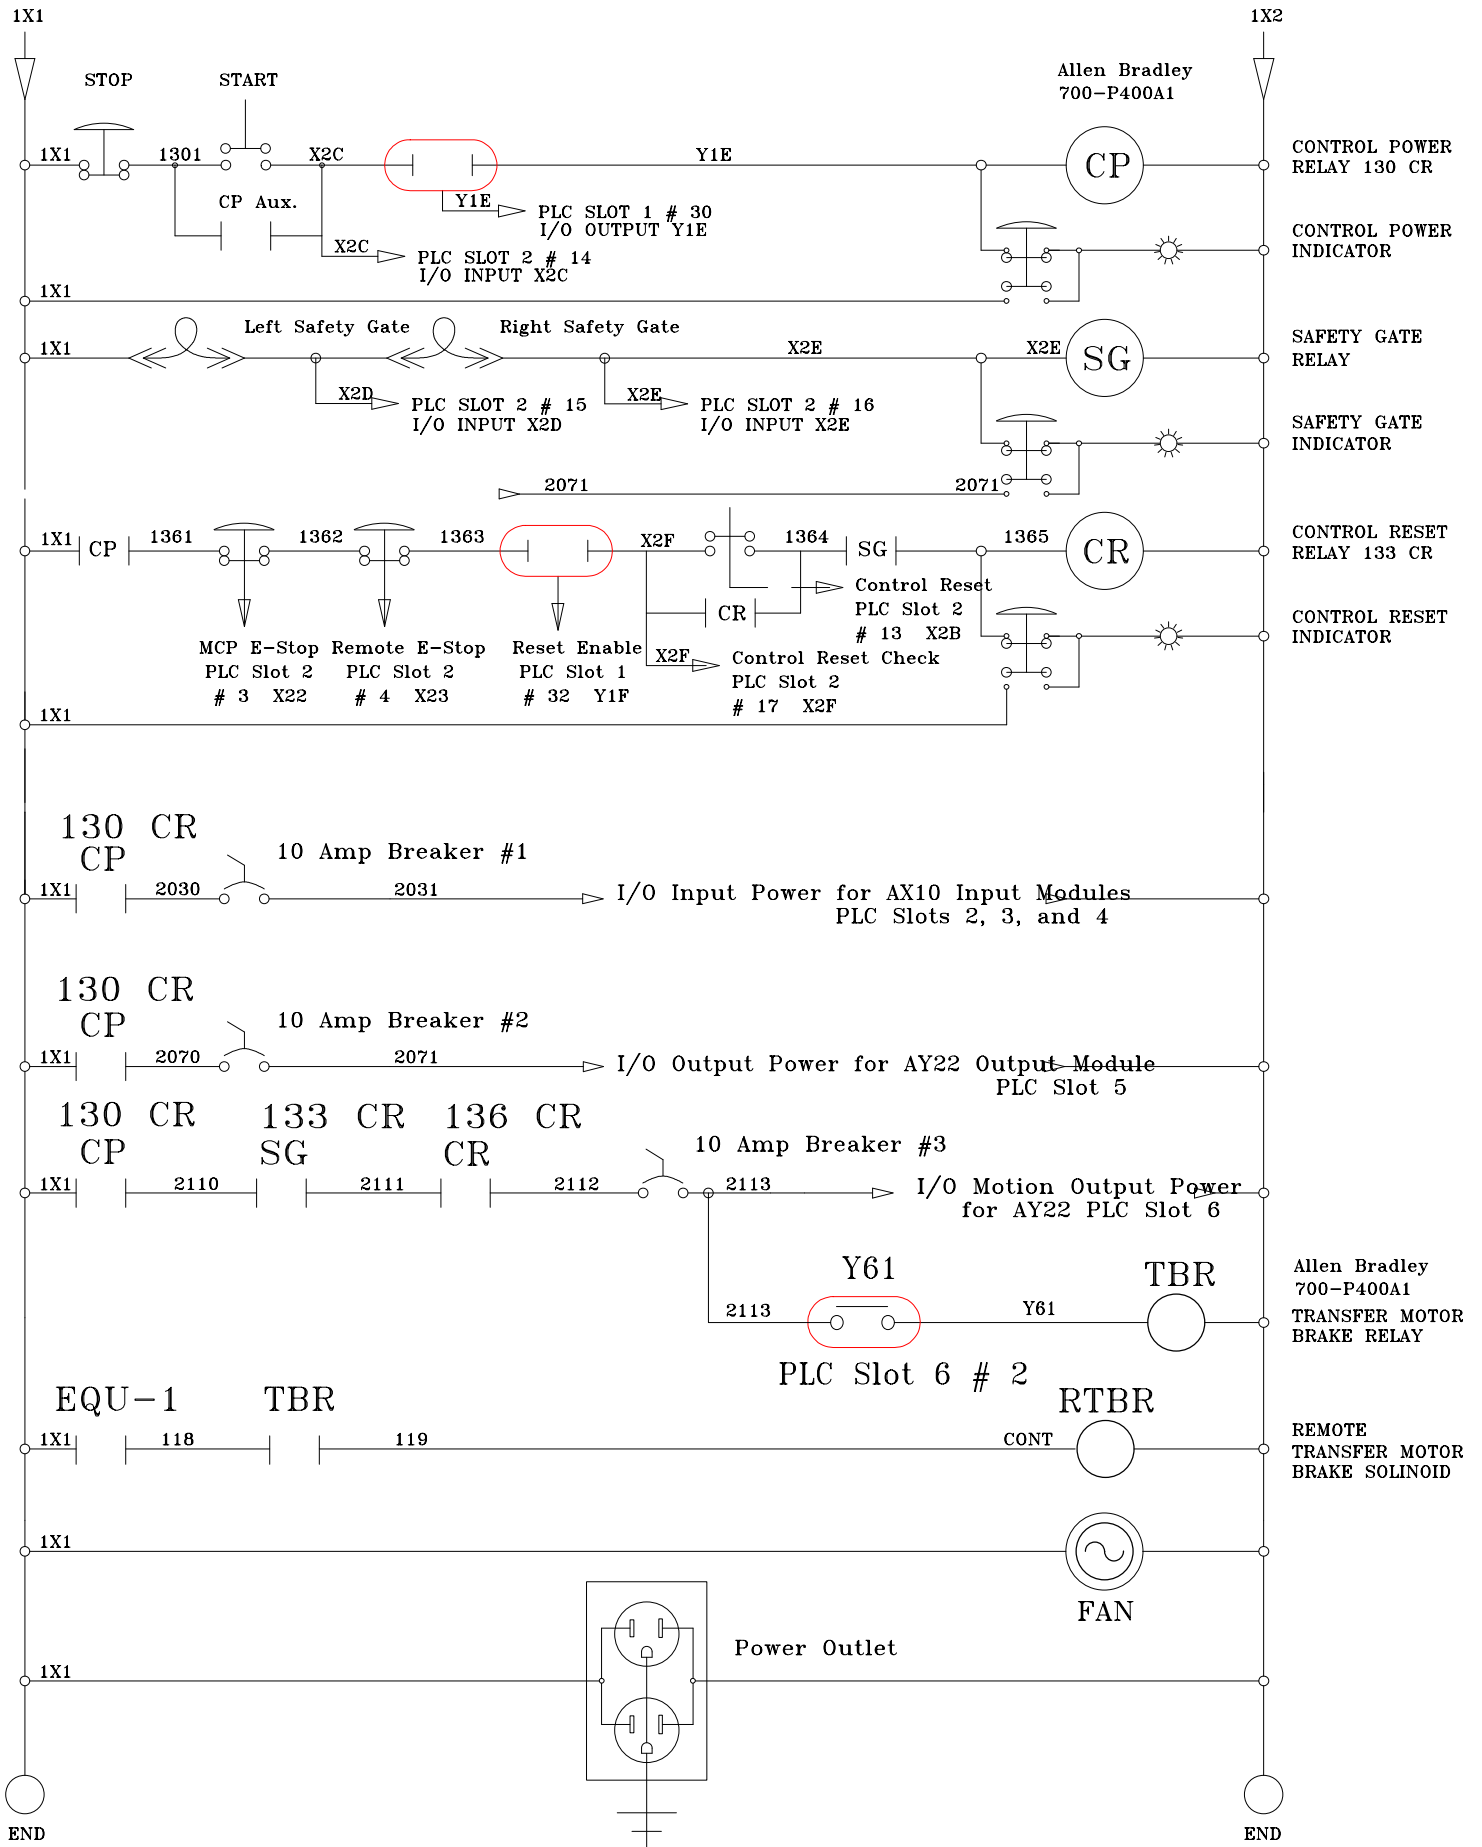 1X1
1X2
STOP
START
Allen Bradley
700-P400A1
1X1
1301
X2C
Y1E
CP
CONTROL POWER
RELAY 130 CR
CP Aux.
Y1E
PLC SLOT 1 # 30
I/O OUTPUT Y1E
X2C
PLC SLOT 2 # 14
I/O INPUT X2C
CONTROL POWER
INDICATOR
1X1
Left Safety Gate
Right Safety Gate
1X1
X2E
X2E
SG
SAFETY GATE
RELAY
X2D
PLC SLOT 2 # 15
I/O INPUT X2D
X2E
PLC SLOT 2 # 16
I/O INPUT X2E
SAFETY GATE
INDICATOR
2071
2071
1X1
CP
1361
1362
1363
X2F
1364
SG
1365
CR
CONTROL RESET
RELAY 133 CR
Control Reset
PLC Slot 2
# 13 X2B
CR
CONTROL RESET
INDICATOR
MCP E-Stop
PLC Slot 2
# 3 X22
Remote E-Stop
PLC Slot 2
# 4 X23
Reset Enable
PLC Slot 1
# 32 Y1F
X2F
Control Reset Check
PLC Slot 2
# 17 X2F
1X1
130 CR
CP
10 Amp Breaker #1
1X1
2030
2031
I/O Input Power for AX10 Input Modules
PLC Slots 2, 3, and 4
130 CR
CP
10 Amp Breaker #2
1X1
2070
2071
I/O Output Power for AY22 Output Module
PLC Slot 5
130 CR
CP
133 CR
SG
136 CR
CR
10 Amp Breaker #3
1X1
2110
2111
2112
2113
I/O Motion Output Power
for AY22 PLC Slot 6
Y61
TBR
Allen Bradley
700-P400A1
2113
Y61
TRANSFER MOTOR
BRAKE RELAY
PLC Slot 6 # 2
EQU-1
TBR
RTBR
1X1
118
119
CONT
REMOTE
TRANSFER MOTOR
BRAKE SOLINOID
1X1
FAN
Power Outlet
1X1
END
END